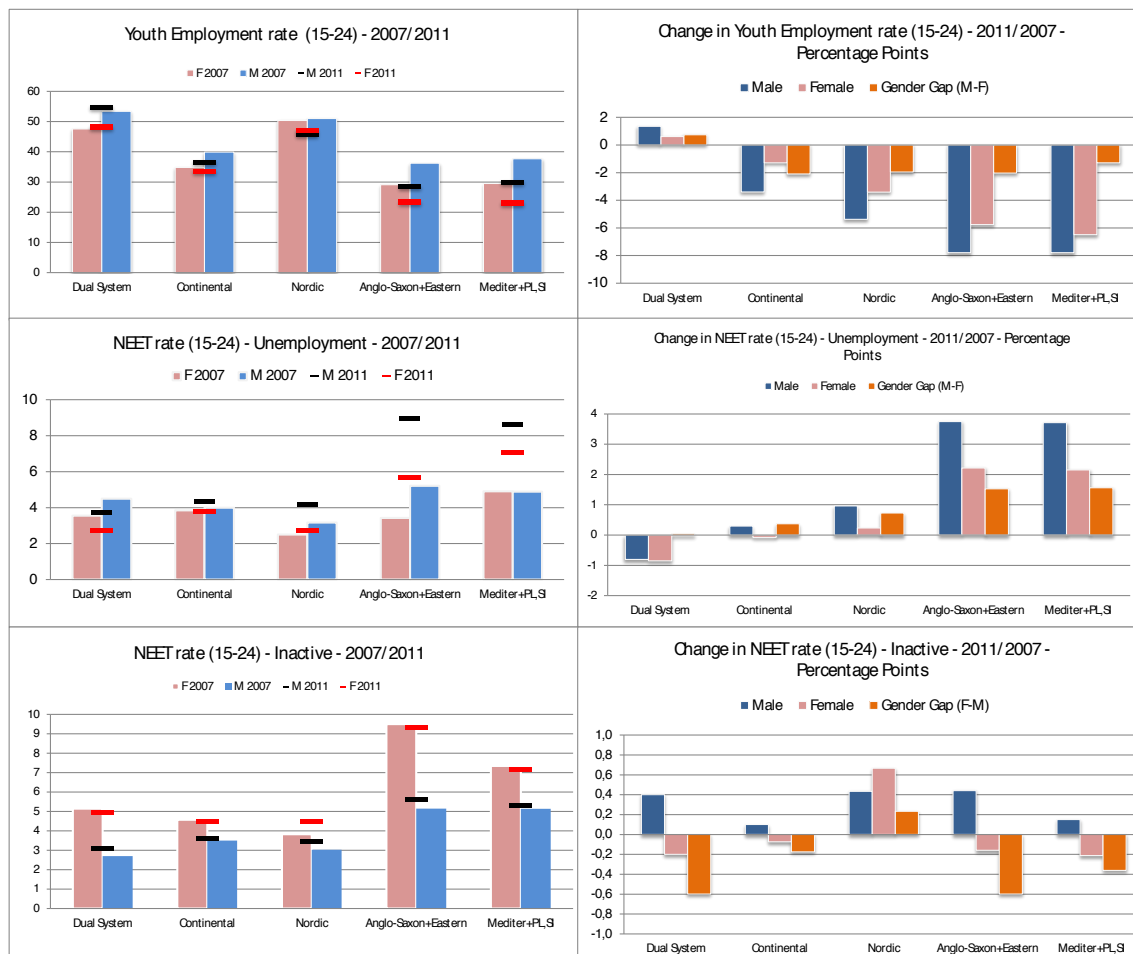 Youth Employment rate (15-24) - 2007/2011
F2007 M 2007 M 2011 F2011
60
50
40
30
20
10
0
Dual System Continental Nordic Anglo-Saxon+Eastern Mediter+PL,SI
Change in Youth Employment rate (15-24) - 2011/2007 -
Percentage Points
Male Female Gender Gap (M-F)
2
0
-2
-4
-6
-8
-10
Dual System Continental Nordic Anglo-Saxon+Eastern Mediter+PL,SI
NEET rate (15-24) - Unemployment - 2007/2011
F2007 M 2007 M 2011 F2011
10
8
6
4
2
0
Dual System Continental Nordic Anglo-Saxon+Eastern Mediter+PL,SI
Change in NEET rate (15-24) - Unemployment - 2011/2007 - Percentage
Points
Male Female Gender Gap (M-F)
4
3
2
1
0
-1
-2
Dual System Continental Nordic Anglo-Saxon+Eastern Mediter+PL,SI
NEET rate (15-24) - Inactive - 2007/2011
F2007 M 2007 M 2011 F2011
10
9
8
7
6
5
4
3
2
1
0
Dual System Continental Nordic Anglo-Saxon+Eastern Mediter+PL,SI
Change in NEET rate (15-24) - Inactive - 2011/2007 -
Percentage Points
Male Female Gender Gap (F-M)
1,0
0,8
0,6
0,4
0,2
0,0
-0,2
-0,4
-0,6
-0,8
-1,0
Dual System Continental Nordic Anglo-Saxon+Eastern Mediter+PL,SI